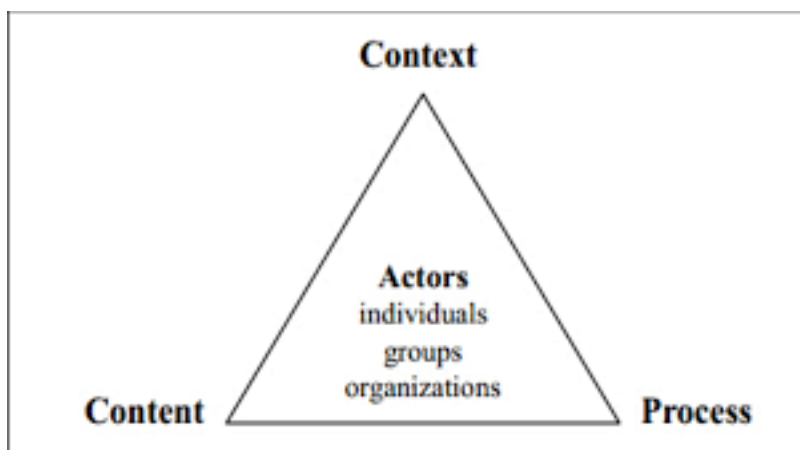 Context
Actors
individuals
groups
organizations
Content
Process